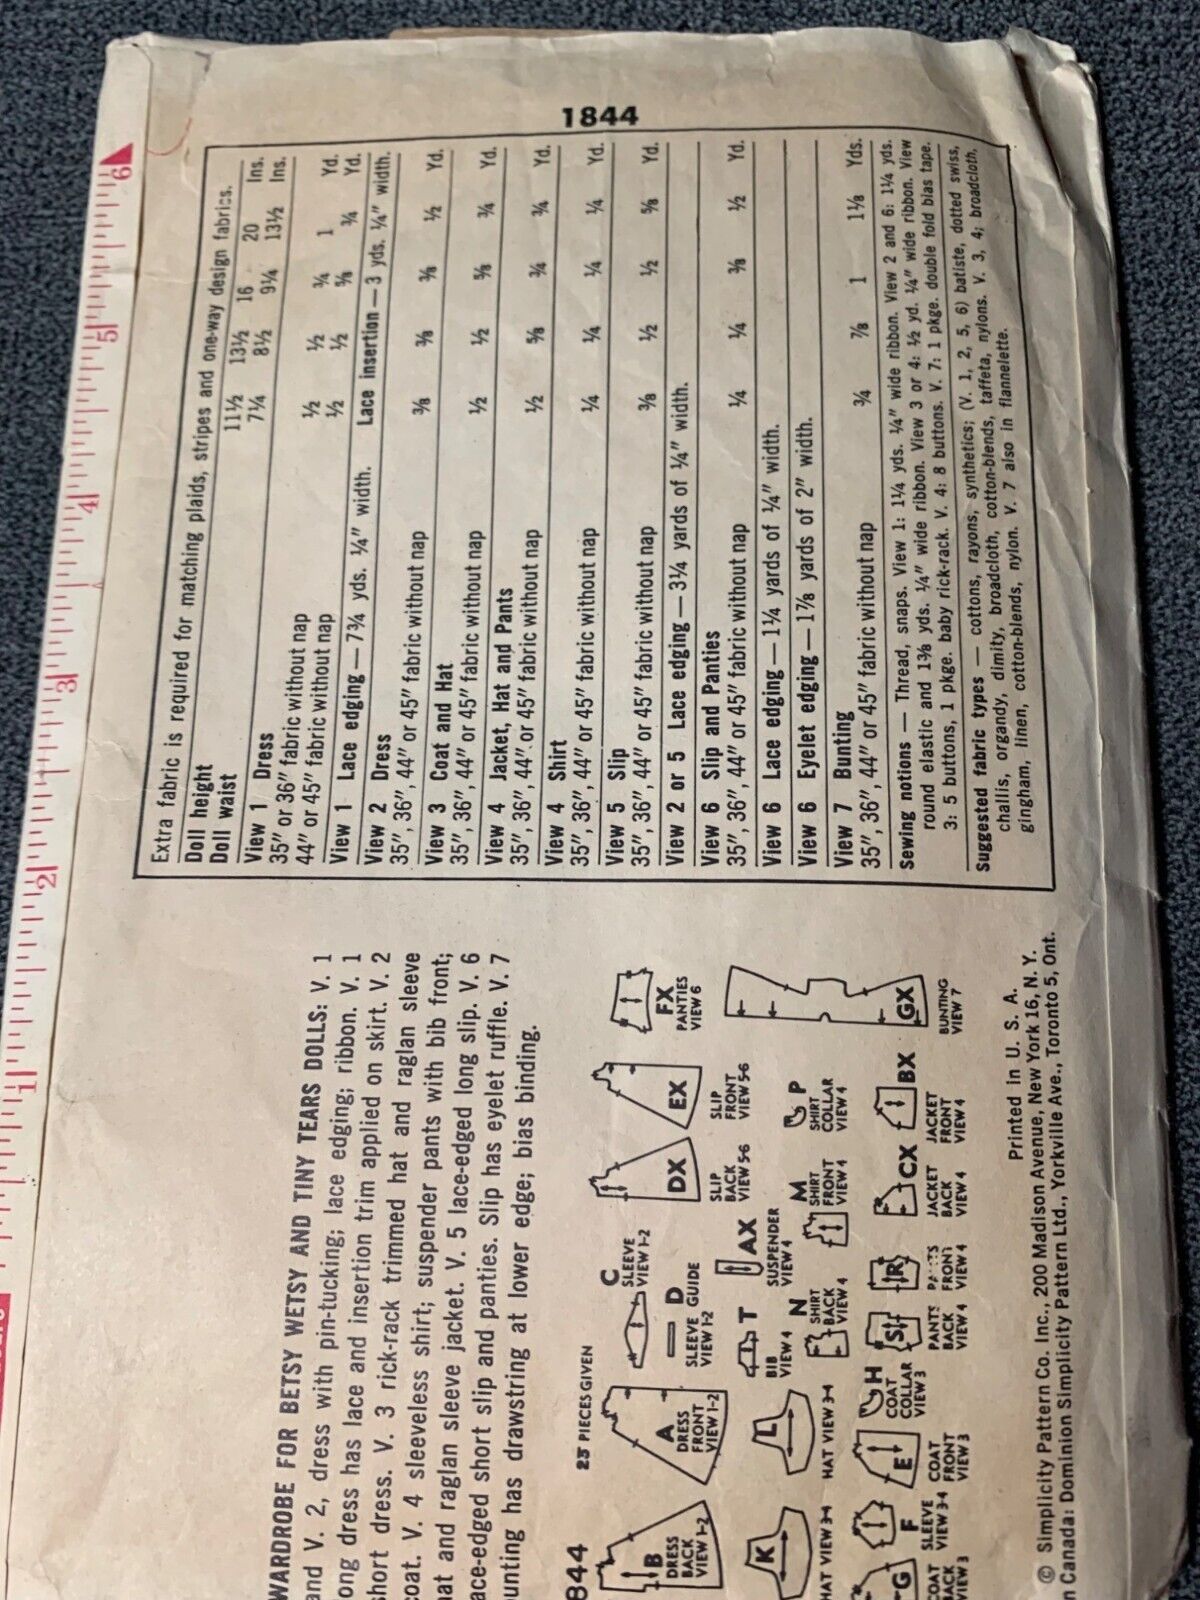 1844
Extra fabric is required for matching plaids, stripes and one-way design fabrics.
Doll height 11½ 13½ 16 20 Ins.
Doll waist 7¼ 8½ 9¼ 13½ Ins.
View 1 Dress
35″ or 36″ fabric without nap ½ ½ ¾ 1 Yd.
44″ or 45″ fabric without nap ½ ½ ⅝ ¾ Yd.
View 1 Lace edging — 7¾ yds. ¼″ width. Lace insertion — 3 yds. ¼″ width.
View 2 Dress
35″, 36″, 44″ or 45″ fabric without nap ⅜ ⅜ ⅜ ½ Yd.
View 3 Coat and Hat
35″, 36″, 44″ or 45″ fabric without nap ½ ½ ⅝ ¾ Yd.
View 4 Jacket, Hat and Pants
35″, 36″, 44″ or 45″ fabric without nap ½ ⅝ ¾ ¾ Yd.
View 4 Shirt
35″, 36″, 44″ or 45″ fabric without nap ¼ ¼ ¼ ¼ Yd.
View 5 Slip
35″, 36″, 44″ or 45″ fabric without nap ⅜ ½ ½ ⅝ Yd.
View 2 or 5 Lace edging — 3¼ yards of ¼″ width.
View 6 Slip and Panties
35″, 36″, 44″ or 45″ fabric without nap ¼ ¼ ⅜ ½ Yd.
View 6 Lace edging — 1¼ yards of ¼″ width.
View 6 Eyelet edging — 1⅞ yards of 2″ width.
View 7 Bunting
35″, 36″, 44″ or 45″ fabric without nap ¾ ⅞ 1 1⅛ Yds.
Sewing notions — Thread, snaps. View 1: 1¼ yds. ¼″ wide ribbon. View 2 and 6: 1¼ yds.
round elastic and 1⅜ yds. ¼″ wide ribbon. View 3 or 4: ½ yd. ¼″ wide ribbon. View
3: 5 buttons, 1 pkge. baby rick-rack. V. 4: 8 buttons. V. 7: 1 pkge. double fold bias tape.
Suggested fabric types — cottons, rayons, synthetics; (V. 1, 2, 5, 6) batiste, dotted swiss,
challis, organdy, dimity, broadcloth, cotton-blends, taffeta, nylons. V. 3, 4; broadcloth,
gingham, linen, cotton-blends, nylon. V. 7 also in flannelette.
WARDROBE FOR BETSY WETSY AND TINY TEARS DOLLS: V. 1
and V. 2, dress with pin-tucking; lace edging; ribbon. V. 1
ong dress has lace and insertion trim applied on skirt. V. 2
short dress. V. 3 rick-rack trimmed hat and raglan sleeve
coat. V. 4 sleeveless shirt; suspender pants with bib front;
hat and raglan sleeve jacket. V. 5 lace-edged long slip. V. 6
ace-edged short slip and panties. Slip has eyelet ruffle. V. 7
unting has drawstring at lower edge; bias binding.
844 25 PIECES GIVEN
B DRESS BACK VIEW 1-2
A DRESS FRONT VIEW 1-2
C SLEEVE VIEW 1-2
D SLEEVE GUIDE VIEW 1-2
DX SLIP BACK VIEW 5-6
EX SLIP FRONT VIEW 5-6
FX PANTIES VIEW 6
K HAT VIEW 3-4
L HAT VIEW 3-4
T BIB VIEW 4
AX SUSPENDER VIEW 4
N SHIRT BACK VIEW 4
M SHIRT FRONT VIEW 4
P SHIRT COLLAR VIEW 4
GX BUNTING VIEW 7
G COAT BACK VIEW 3
F SLEEVE VIEW 3-4
E COAT FRONT VIEW 3
H COAT COLLAR VIEW 3
S PANTS BACK VIEW 4
R PANTS FRONT VIEW 4
CX JACKET BACK VIEW 4
BX JACKET FRONT VIEW 4
Printed in U. S. A.
© Simplicity Pattern Co. Inc., 200 Madison Avenue, New York 16, N. Y.
n Canada: Dominion Simplicity Pattern Ltd., Yorkville Ave., Toronto 5, Ont.
1
2
3
4
5
6